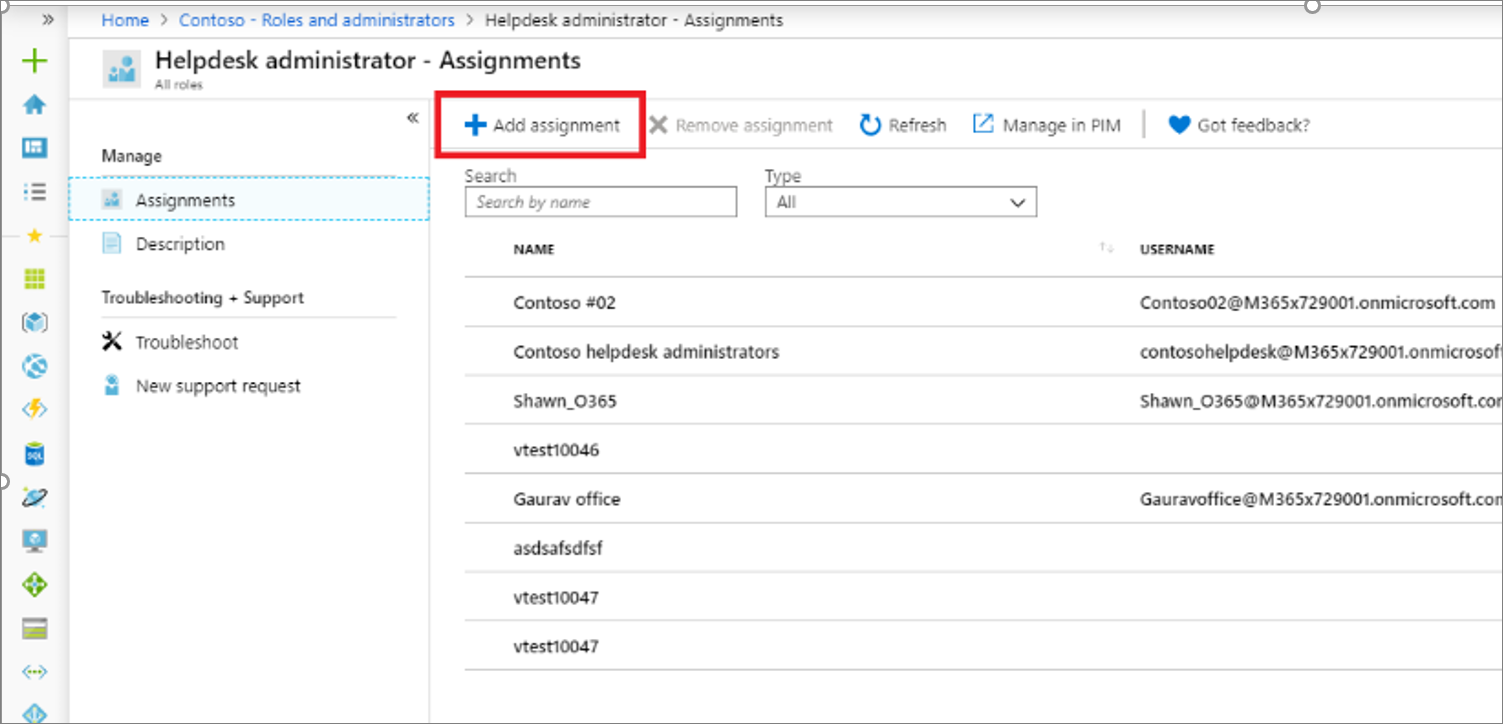 Home > Contoso - Roles and administrators > Helpdesk administrator - Assignments
Helpdesk administrator - Assignments
All roles
Manage
Assignments
Description
Troubleshooting + Support
Troubleshoot
New support request
Add assignment Remove assignment Refresh Manage in PIM Got feedback?
Search Type
Search by name All
NAME USERNAME
Contoso #02 Contoso02@M365x729001.onmicrosoft.com
Contoso helpdesk administrators contosohelpdesk@M365x729001.onmicrosof
Shawn_O365 Shawn_O365@M365x729001.onmicrosoft.com
vtest10046
Gaurav office Gauravoffice@M365x729001.onmicrosoft.com
asdsafsdfsf
vtest10047
vtest10047
SQL